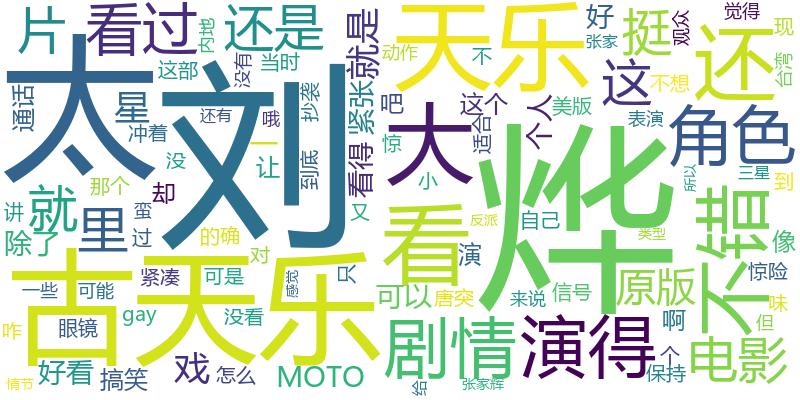 片
看过
还是
就是
天乐
好
张家
观众
觉得
现
内地
没有
当时
这部
动作
不
挺
还
不想
台湾
太
刘
通话
星
还有
哦
抄袭
紧张
大
这个
适合
吧
惊
美版
个人
这
表演
角色
三星
所以
冲着
没
一
让
到底
看得
小
烨
到
那个
却
就
里
讲
蛮
过
又
看
反派
自己
类型
不错
像
除了
的确
对
古天乐
感觉
只
演
剧情
可以
唐突
来说
信号
原版
惊险
味
但
一些
可能
紧凑
可是
咋
眼镜
gay
没看
演得
啊
个
保持
电影
情节
好看
搞笑
戏
怎么
MOTO
给
张家辉